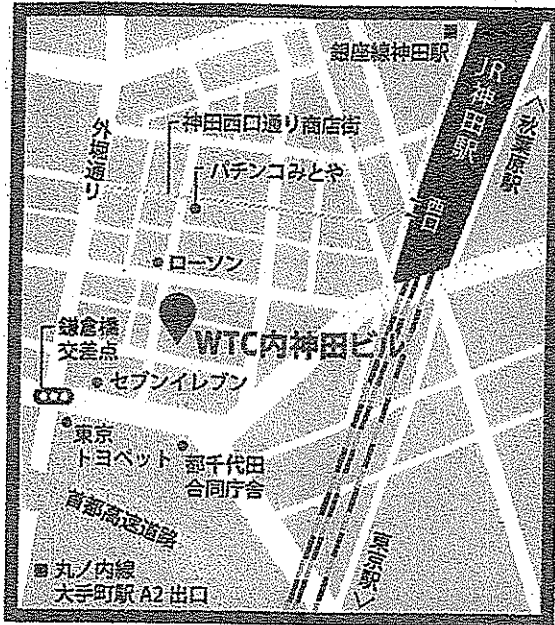 銀座線神田駅
JR神田駅
西口
秋葉原駅
外堀通り
神田西口通り商店街
パチンコみとや
ローソン
WTC内神田ビル
鎌倉橋
交差点
セブンイレブン
東京
トヨペット
都千代田
合同庁舎
首都高速道路
東京駅
丸ノ内線
大手町駅 A2 出口